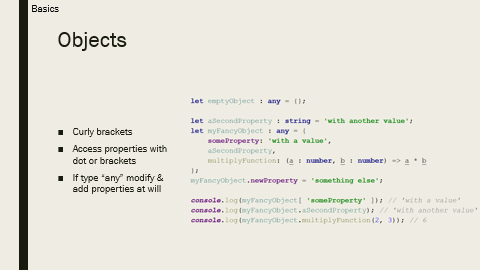 Basics
Objects
Curly brackets
Access properties with
dot or brackets
If type “any” modify &
add properties at will
let emptyObject : any = {};
let aSecondProperty : string = 'with another value';
let myFancyObject : any = {
someProperty: 'with a value',
aSecondProperty,
multiplyFunction: (a : number, b : number) => a * b
};
myFancyObject.newProperty = 'something else';
console.log(myFancyObject[ 'someProperty' ]); // 'with a value'
console.log(myFancyObject.aSecondProperty); // 'with another value'
console.log(myFancyObject.multiplyFunction(2, 3)); // 6